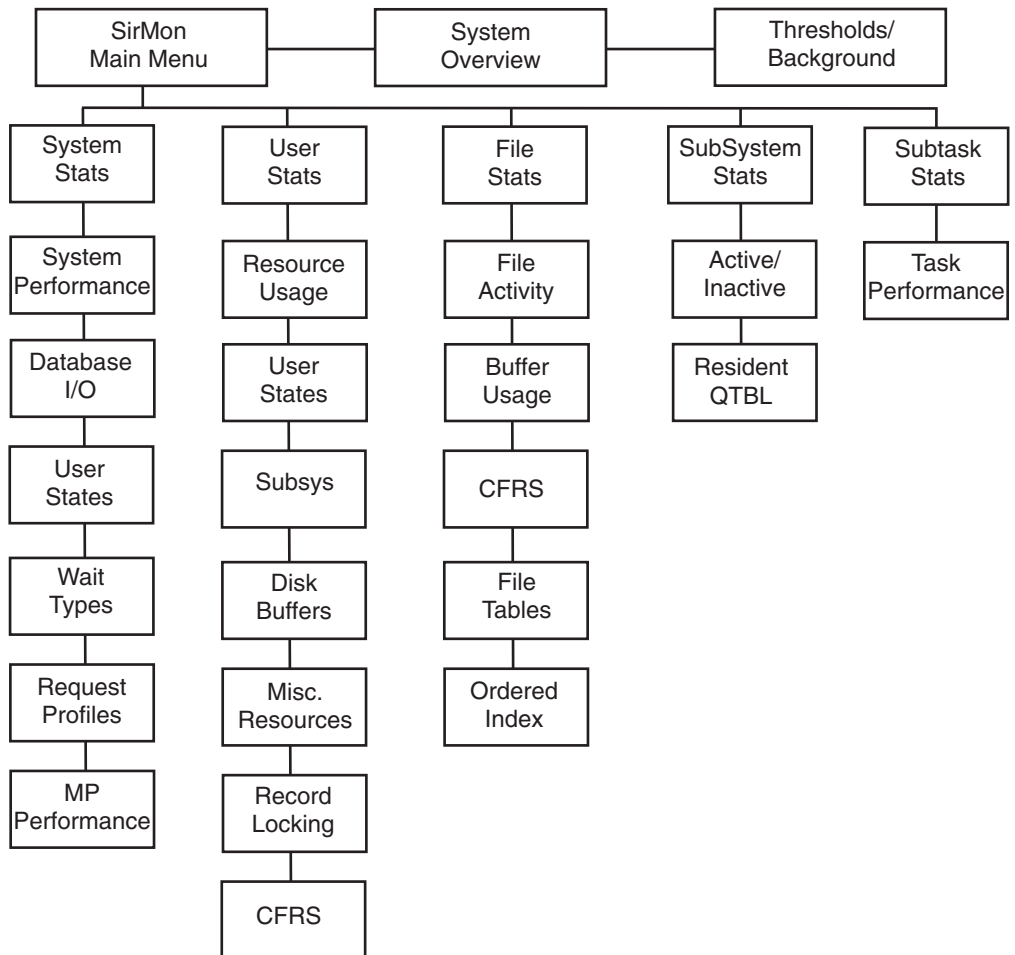 SirMon
Main Menu
System
Overview
Thresholds/
Background
System
Stats
User
Stats
File
Stats
SubSystem
Stats
Subtask
Stats
System
Performance
Resource
Usage
File
Activity
Active/
Inactive
Task
Performance
Database
I/O
User
States
Buffer
Usage
Resident
QTBL
User
States
Subsys
CFRS
Wait
Types
Disk
Buffers
File
Tables
Request
Profiles
Misc.
Resources
Ordered
Index
MP
Performance
Record
Locking
CFRS